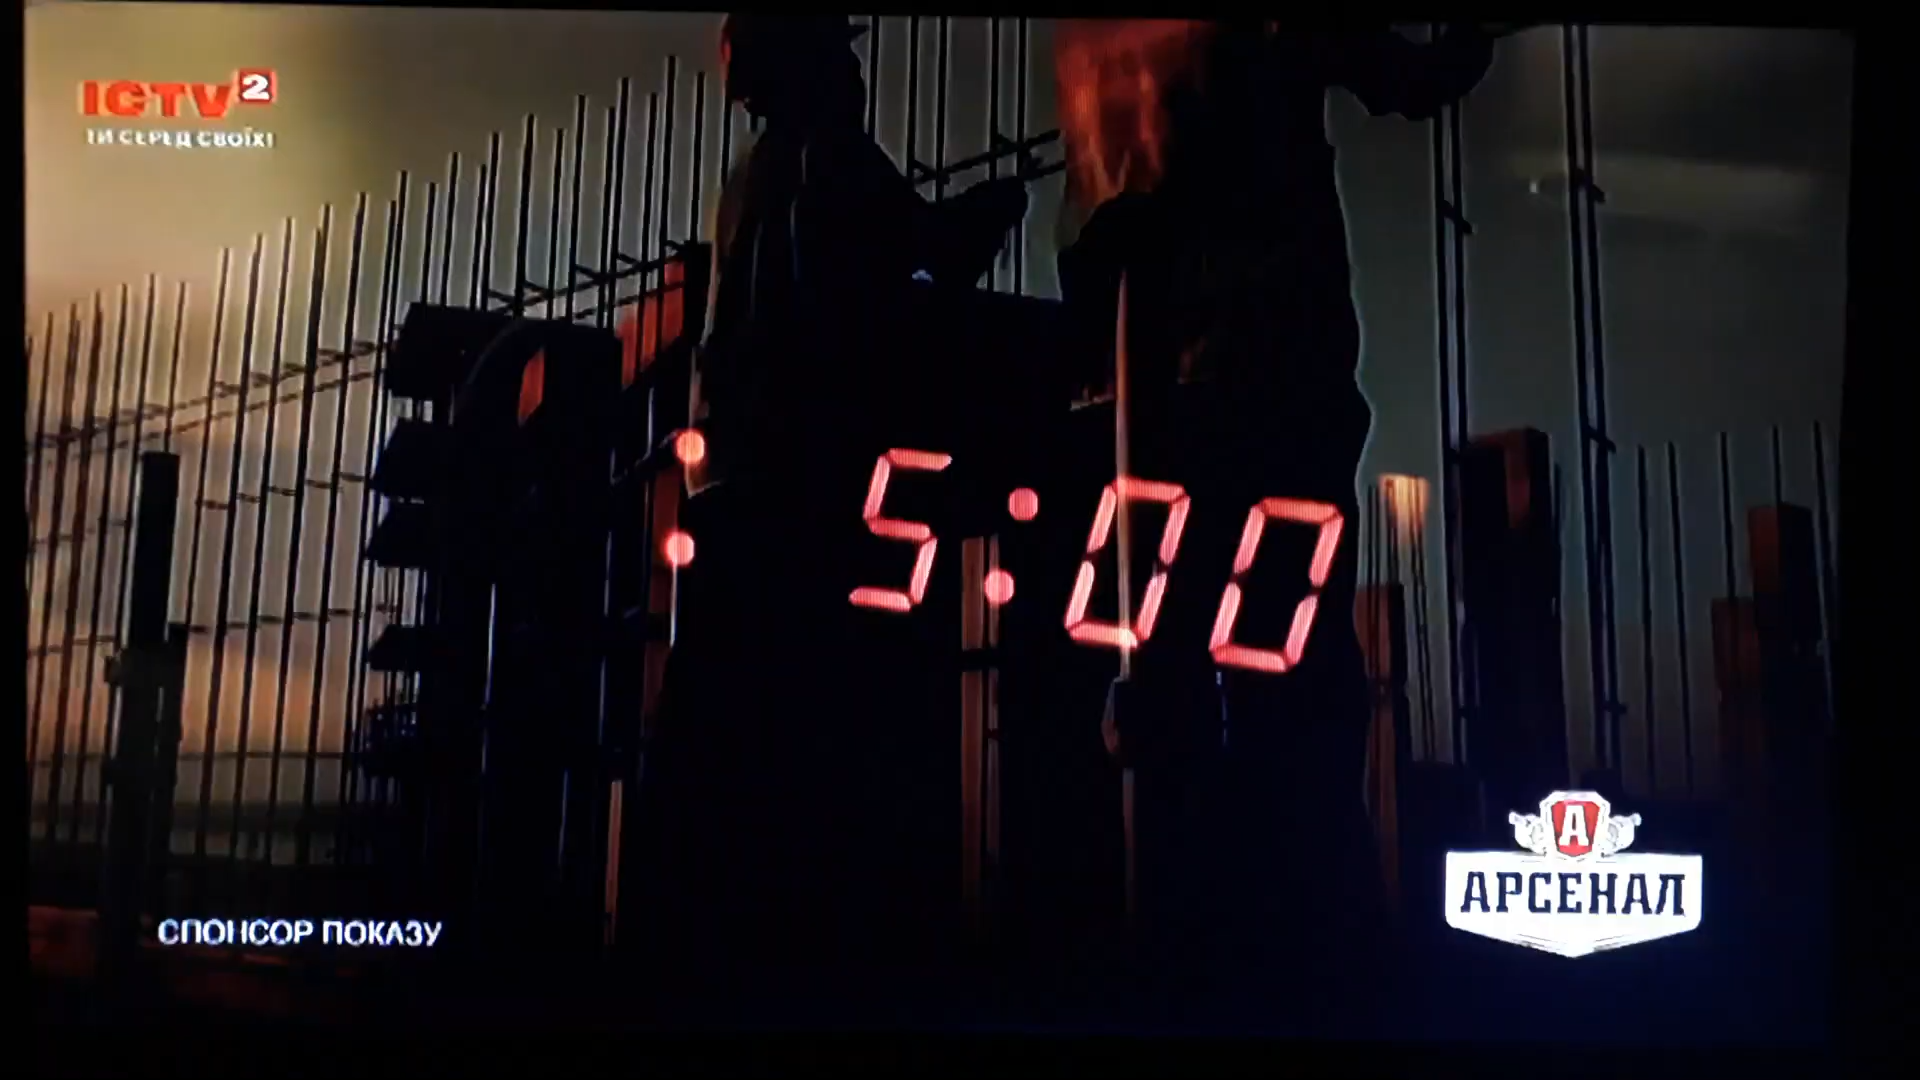 ICTV2
ТИ СЕРЕД СВОЇХ!
: 5:00
СПОНСОР ПОКАЗУ
А
АРСЕНАЛ